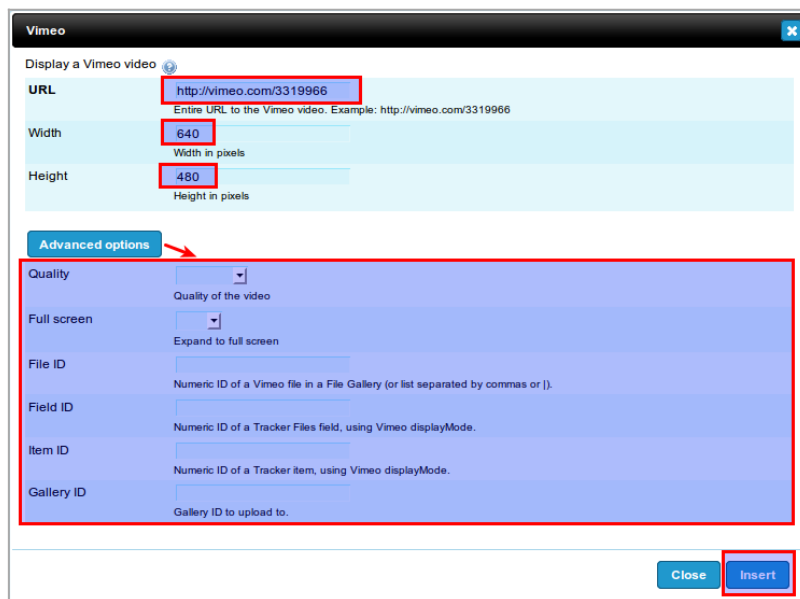 Vimeo
Display a Vimeo video
URL
http://vimeo.com/3319966
Entire URL to the Vimeo video. Example: http://vimeo.com/3319966
Width
640
Width in pixels
Height
480
Height in pixels
Advanced options
Quality
Quality of the video
Full screen
Expand to full screen
File ID
Numeric ID of a Vimeo file in a File Gallery (or list separated by commas or |).
Field ID
Numeric ID of a Tracker Files field, using Vimeo displayMode.
Item ID
Numeric ID of a Tracker item, using Vimeo displayMode.
Gallery ID
Gallery ID to upload to.
Close Insert